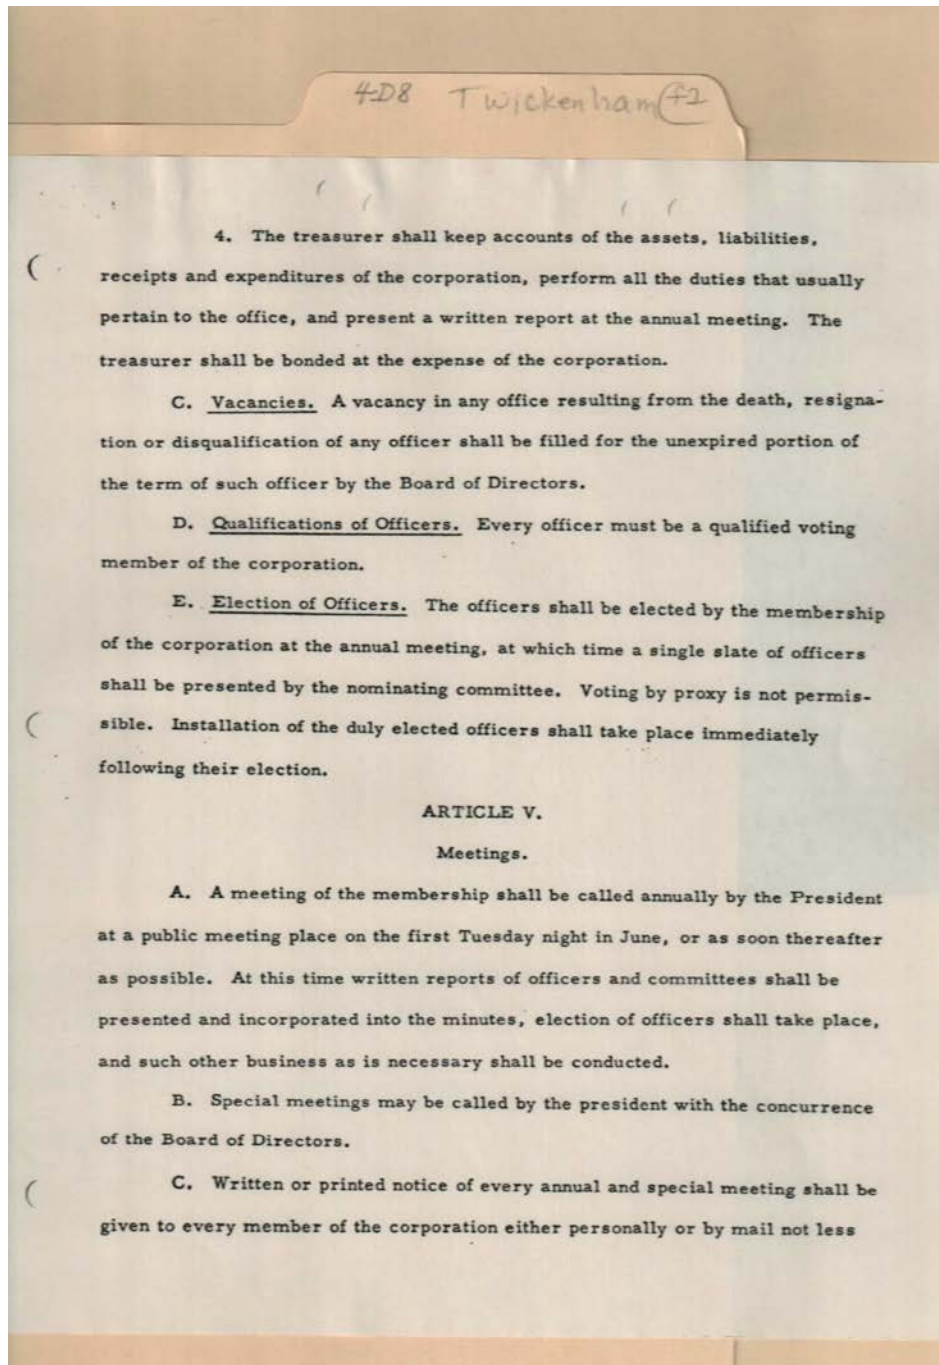 4-D8 Twickenham f2
4. The treasurer shall keep accounts of the assets, liabilities,
receipts and expenditures of the corporation, perform all the duties that usually
pertain to the office, and present a written report at the annual meeting. The
treasurer shall be bonded at the expense of the corporation.
C. Vacancies. A vacancy in any office resulting from the death, resigna-
tion or disqualification of any officer shall be filled for the unexpired portion of
the term of such officer by the Board of Directors.
D. Qualifications of Officers. Every officer must be a qualified voting
member of the corporation.
E. Election of Officers. The officers shall be elected by the membership
of the corporation at the annual meeting, at which time a single slate of officers
shall be presented by the nominating committee. Voting by proxy is not permis-
sible. Installation of the duly elected officers shall take place immediately
following their election.
ARTICLE V.
Meetings.
A. A meeting of the membership shall be called annually by the President
at a public meeting place on the first Tuesday night in June, or as soon thereafter
as possible. At this time written reports of officers and committees shall be
presented and incorporated into the minutes, election of officers shall take place,
and such other business as is necessary shall be conducted.
B. Special meetings may be called by the president with the concurrence
of the Board of Directors.
C. Written or printed notice of every annual and special meeting shall be
given to every member of the corporation either personally or by mail not less